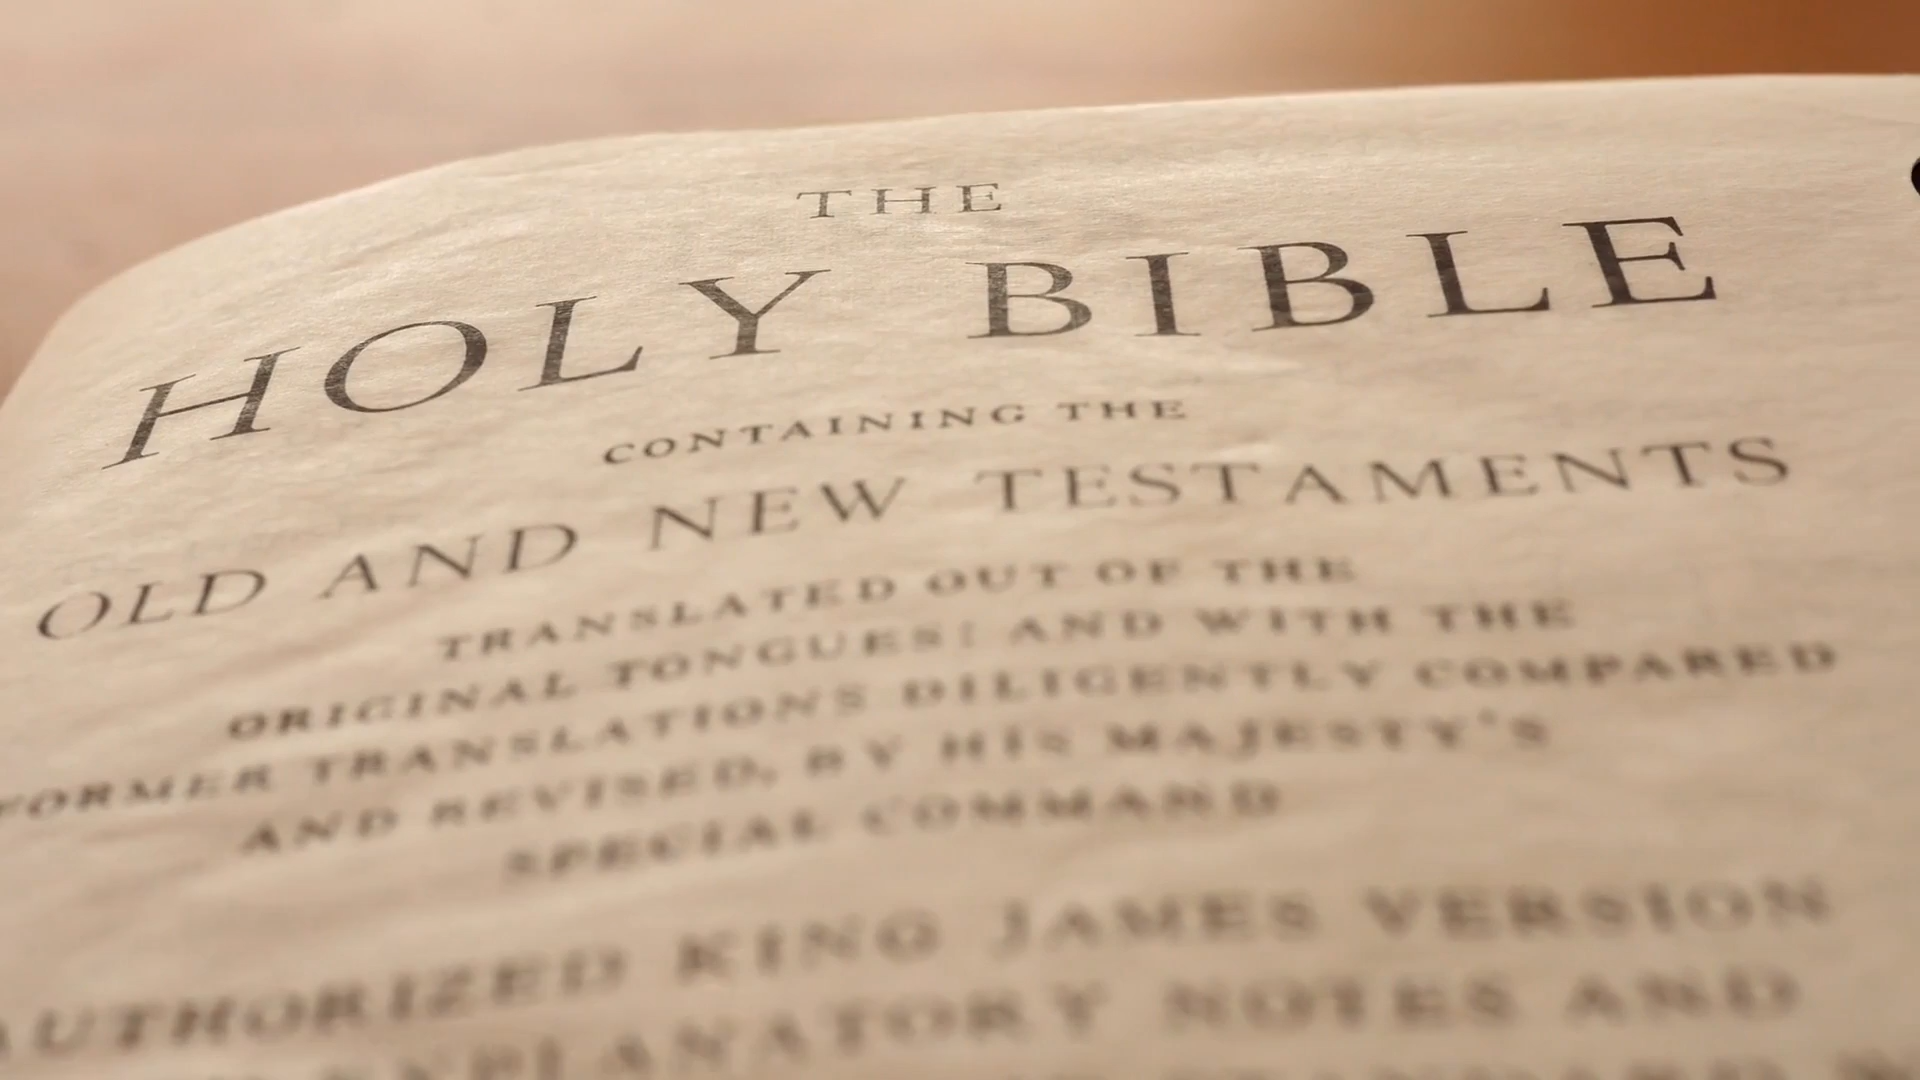 THE
HOLY BIBLE
CONTAINING THE
OLD AND NEW TESTAMENTS
TRANSLATED OUT OF THE
ORIGINAL TONGUES: AND WITH THE
FORMER TRANSLATIONS DILIGENTLY COMPARED
AND REVISED, BY HIS MAJESTY'S
SPECIAL COMMAND
AUTHORIZED KING JAMES VERSION
EXPLANATORY NOTES AND